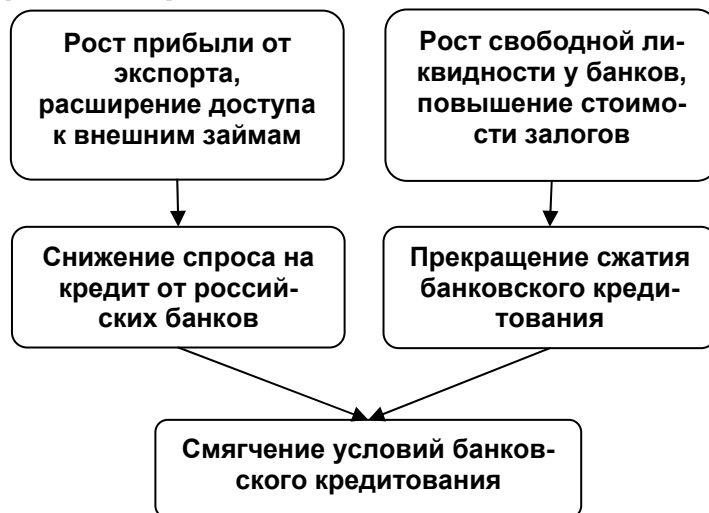 Рост прибыли от
экспорта,
расширение доступа
к внешним займам
Рост свободной ли-
квидности у банков,
повышение стоимо-
сти залогов
Снижение спроса на
кредит от россий-
ских банков
Прекращение сжатия
банковского креди-
тования
Смягчение условий банков-
ского кредитования